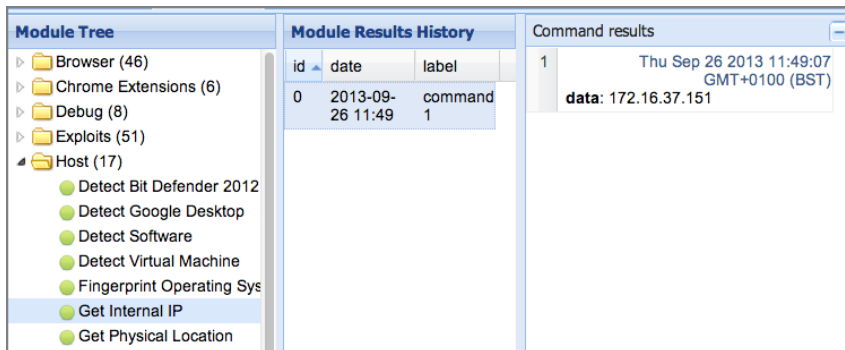 Module Tree
Browser (46)
Chrome Extensions (6)
Debug (8)
Exploits (51)
Host (17)
Detect Bit Defender 2012
Detect Google Desktop
Detect Software
Detect Virtual Machine
Fingerprint Operating Sys
Get Internal IP
Get Physical Location
Module Results History
id date label
0 2013-09-
26 11:49 command
1
Command results
1 Thu Sep 26 2013 11:49:07
GMT+0100 (BST)
data: 172.16.37.151